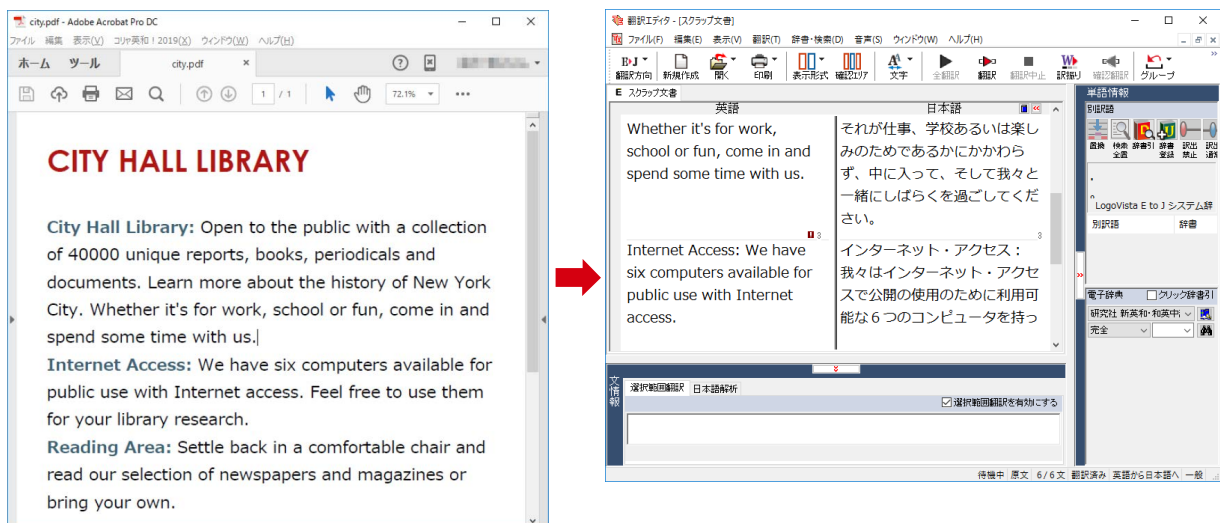 city.pdf - Adobe Acrobat Pro DC
ファイル 編集 表示(V) コリャ英和！2019(X) ウィンドウ(W) ヘルプ(H)
ホーム ツール city.pdf ×
1 / 1 72.1%
CITY HALL LIBRARY
City Hall Library: Open to the public with a collection
of 40000 unique reports, books, periodicals and
documents. Learn more about the history of New York
City. Whether it's for work, school or fun, come in and
spend some time with us.
Internet Access: We have six computers available for
public use with Internet access. Feel free to use them
for your library research.
Reading Area: Settle back in a comfortable chair and
read our selection of newspapers and magazines or
bring your own.
翻訳エディタ - [スクラップ文書]
ファイル(F) 編集(E) 表示(V) 翻訳(T) 辞書・検索(D) 音声(S) ウィンドウ(W) ヘルプ(H)
翻訳方向 新規作成 開く 印刷 表示形式 確認エリア 文字 全翻訳 翻訳 翻訳中止 訳振り 確認翻訳 グループ
E スクラップ文書
英語 日本語
Whether it's for work,
school or fun, come in and
spend some time with us.
3
それが仕事、学校あるいは楽し
みのためであるかにかかわら
ず、中に入って、そして我々と
一緒にしばらくを過ごしてくだ
さい。
3
Internet Access: We have
six computers available for
public use with Internet
access.
インターネット・アクセス：
我々はインターネット・アクセ
スで公開の使用のために利用可
能な６つのコンピュータを持っ
単語情報
別訳語
置換 検索 辞書引 辞書 訳出 訳出
全置 登録 禁止
LogoVista E to J システム辞
別訳語 辞書
電子辞典 クリック辞書引
研究社 新英和・和英中
完全
文情報
選択範囲翻訳 日本語解析
選択範囲翻訳を有効にする
待機中 原文 6/6文 翻訳済み 英語から日本語へ 一般